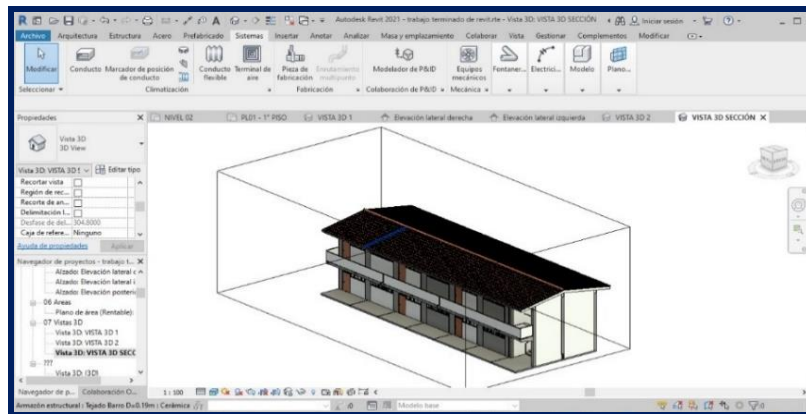 Autodesk Revit 2021 - trabajo terminado de revit.rvte - Vista 3D: VISTA 3D SECCIÓN
Iniciar sesión
Archivo Arquitectura Estructura Acero Prefabricado Sistemas Insertar Anotar Analizar Masa y emplazamiento Colaborar Vista Gestionar Complementos Modificar
Modificar
Conducto
Marcador de posición de conducto
Conducto flexible
Terminal de aire
Pieza de fabricación
Enrutamiento multipunto
Modelador de P&ID
Equipos mecánicos
Fontaner...
Electrici...
Modelo
Plano...
Seleccionar
Climatización
Fabricación
Colaboración de P&ID
Mecánica
Propiedades
NIVEL 02
PL01 - 1° PISO
VISTA 3D 1
Elevación lateral derecha
Elevación lateral izquierda
VISTA 3D 2
VISTA 3D SECCIÓN
Vista 3D
3D View
Vista 3D: VISTA 3D S
Editar tipo
Recortar vista
Región de rec...
Recorte de an...
Delimitación l...
Desfase de del... 304.8000
Caja de refere... Ninguno
Ayuda de propiedades
Aplicar
Navegador de proyectos - trabajo t...
Alzado: Elevación lateral d
Alzado: Elevación lateral i
Alzado: Elevación posterio
06 Areas
Plano de área (Rentable)
07 Vistas 3D
Vista 3D: VISTA 3D 1
Vista 3D: VISTA 3D 2
Vista 3D: VISTA 3D SECC
???
Vista 3D: {3D}
Navegador de p...
Colaboración O...
1 : 100
Armazón estructural : Tejado Barro D=0.19m : Cerámica
Modelo base